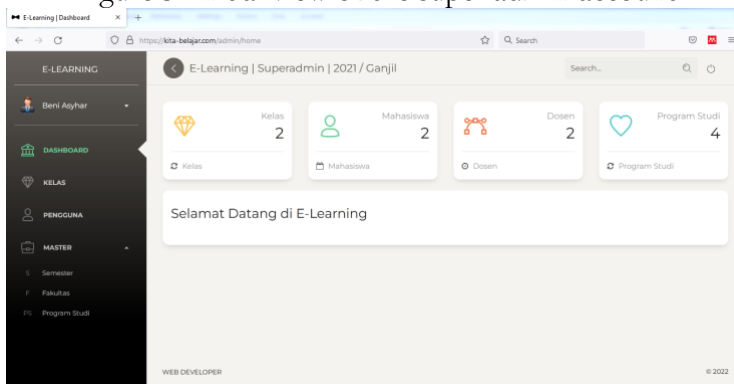 E-Learning | Dashboard
https://kita-belajar.com/admin/home
Search
E-LEARNING
E-Learning | Superadmin | 2021 / Ganjil
Search...
Beni Asyhar
DASHBOARD
KELAS
PENGGUNA
MASTER
S Semester
F Fakultas
PS Program Studi
Kelas
2
Kelas
Mahasiswa
2
Mahasiswa
Dosen
2
Dosen
Program Studi
4
Program Studi
Selamat Datang di E-Learning
WEB DEVELOPER
© 2022